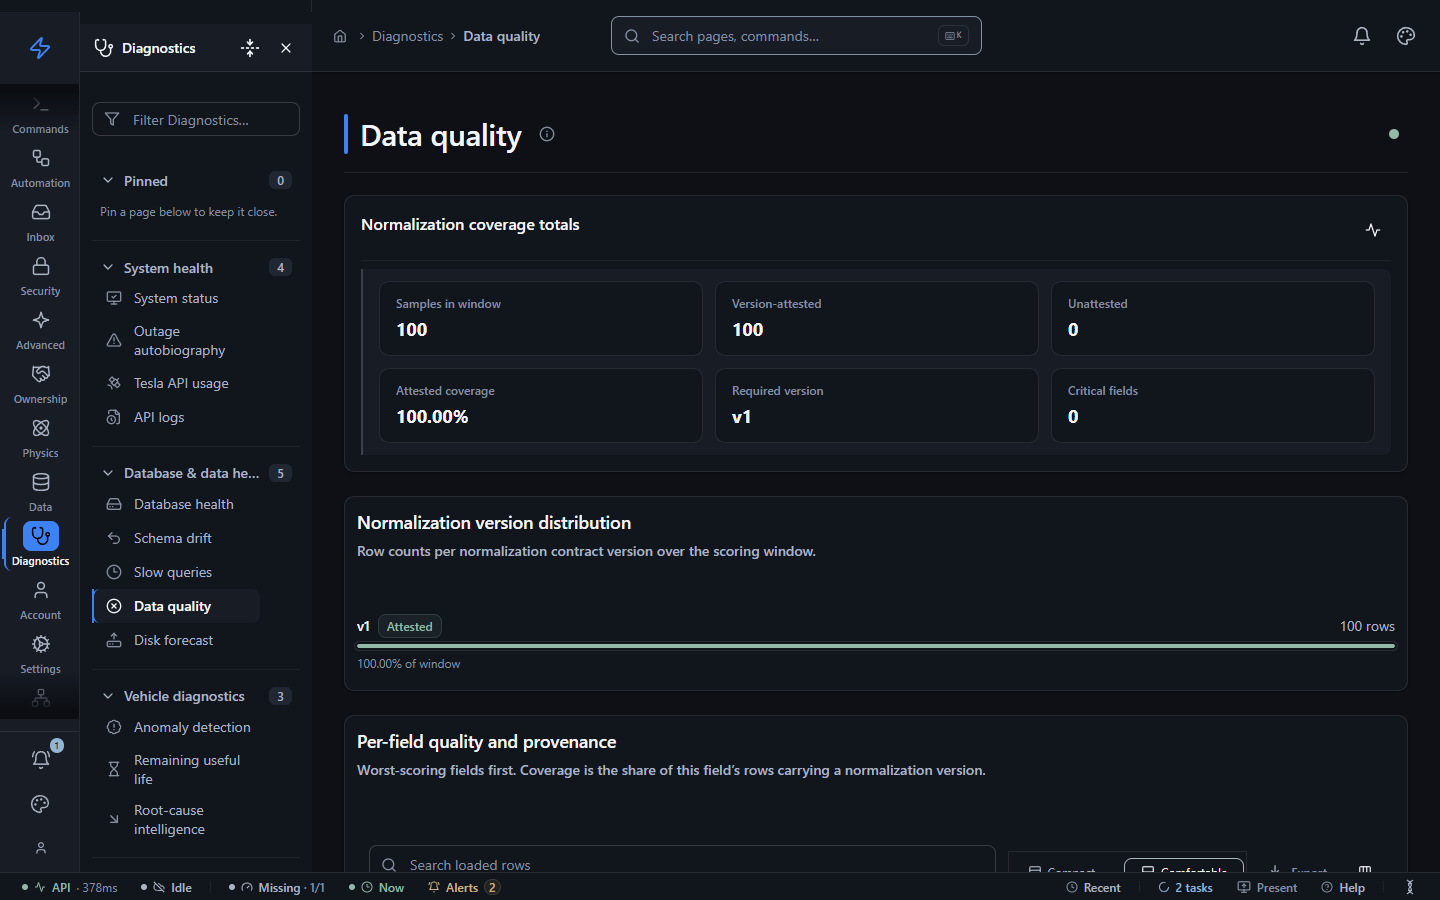 Diagnostics
Diagnostics
Data quality
Search pages, commands...
K
Commands
Automation
Inbox
Security
Advanced
Ownership
Physics
Data
Diagnostics
Account
Settings
1
Filter Diagnostics...
Pinned
0
Pin a page below to keep it close.
System health
4
System status
Outage
autobiography
Tesla API usage
API logs
Database & data he...
5
Database health
Schema drift
Slow queries
Data quality
Disk forecast
Vehicle diagnostics
3
Anomaly detection
Remaining useful
life
Root-cause
intelligence
Data quality
Normalization coverage totals
Samples in window
100
Version-attested
100
Unattested
0
Attested coverage
100.00%
Required version
v1
Critical fields
0
Normalization version distribution
Row counts per normalization contract version over the scoring window.
v1
Attested
100 rows
100.00% of window
Per-field quality and provenance
Worst-scoring fields first. Coverage is the share of this field's rows carrying a normalization version.
Search loaded rows
Compact
Comfortable
Export
API · 378ms
Idle
Missing · 1/1
Now
Alerts 2
Recent
2 tasks
Present
Help